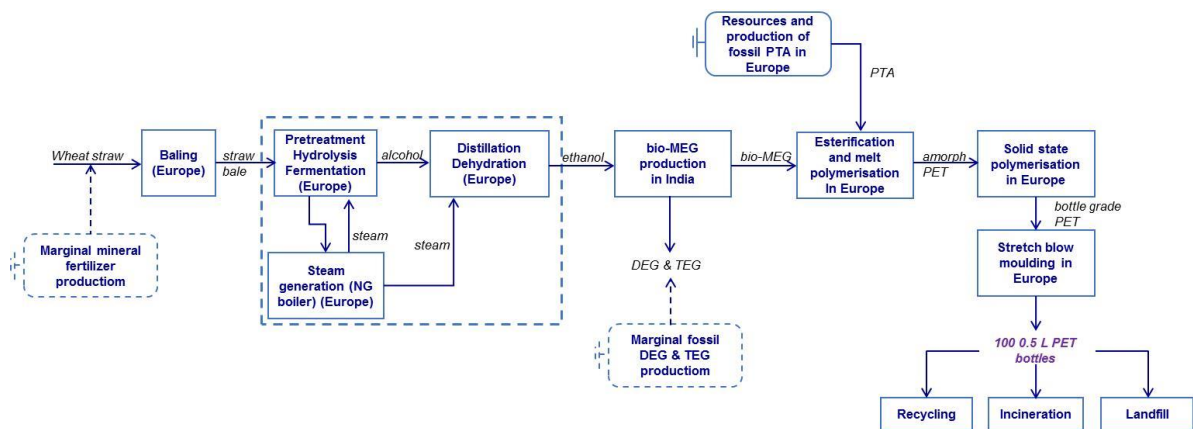 Resources and
production of
fossil PTA in
Europe
PTA
Wheat straw
Baling
(Europe)
straw
bale
Pretreatment
Hydrolysis
Fermentation
(Europe)
alcohol
Distillation
Dehydration
(Europe)
ethanol
bio-MEG
production
in India
bio-MEG
Esterification
and melt
polymerisation
In Europe
amorph
PET
Solid state
polymerisation
in Europe
bottle grade
PET
Marginal mineral
fertilizer
productiom
steam
steam
Steam
generation (NG
boiler) (Europe)
DEG & TEG
Marginal fossil
DEG & TEG
productiom
Stretch blow
moulding in
Europe
100 0.5 L PET
bottles
Recycling
Incineration
Landfill